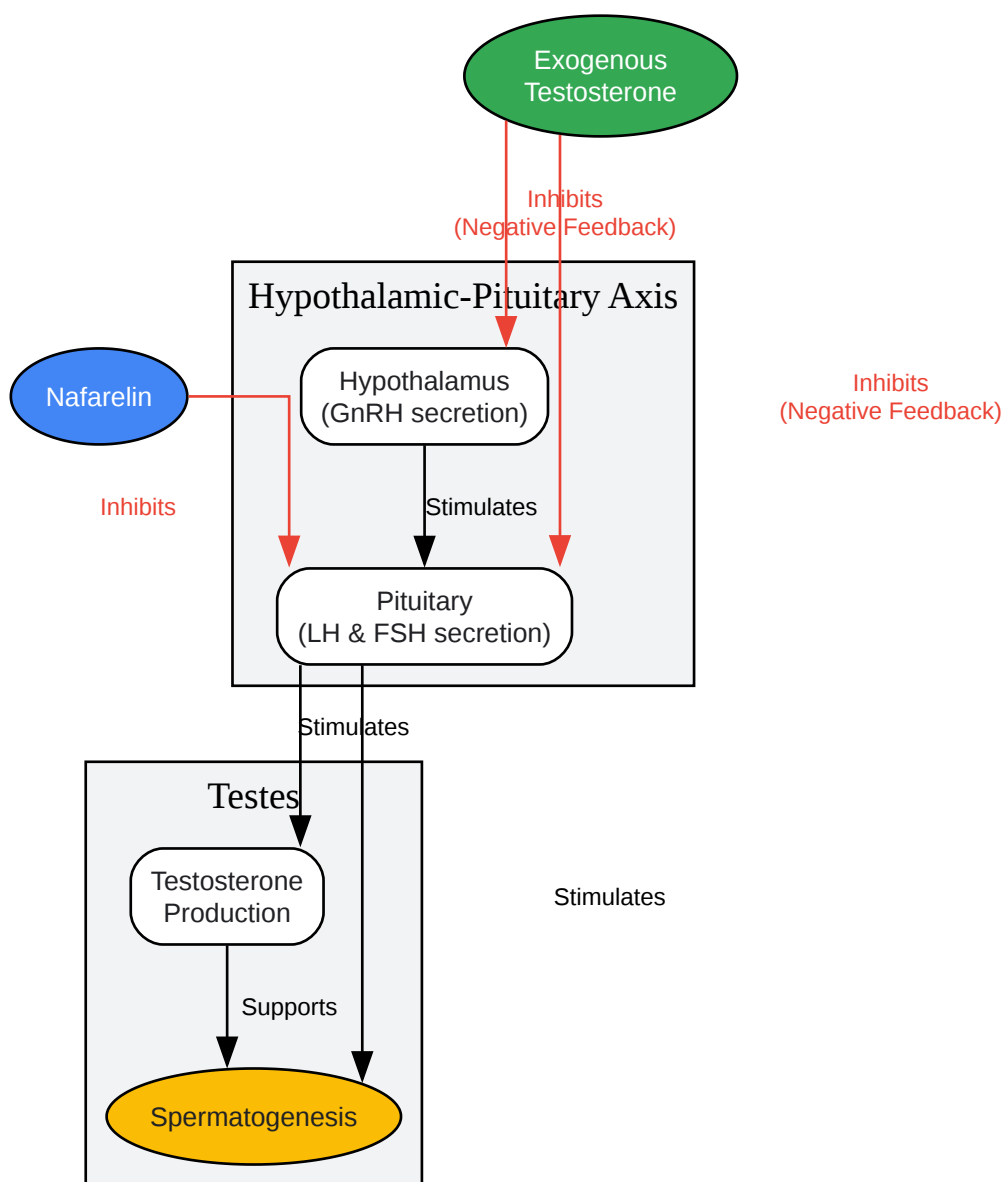 Exogenous
Testosterone
Inhibits
(Negative Feedback)
Hypothalamic-Pituitary Axis
Hypothalamus
(GnRH secretion)
Nafarelin
Inhibits
(Negative Feedback)
Inhibits
Stimulates
Pituitary
(LH & FSH secretion)
Stimulates
Testes
Testosterone
Production
Stimulates
Supports
Spermatogenesis